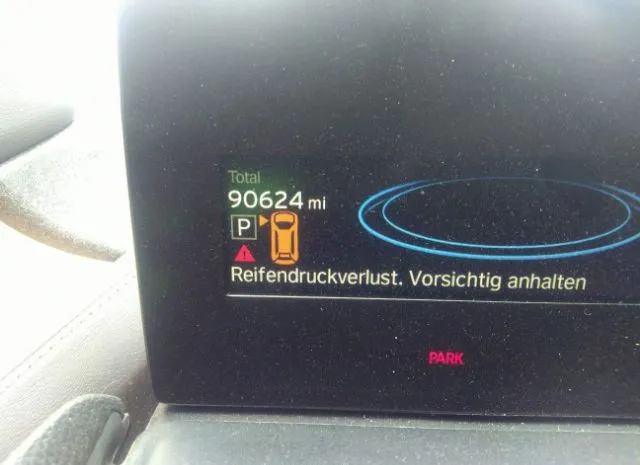 Total
90624 mi
P
Reifendruckverlust. Vorsichtig anhalten
PARK